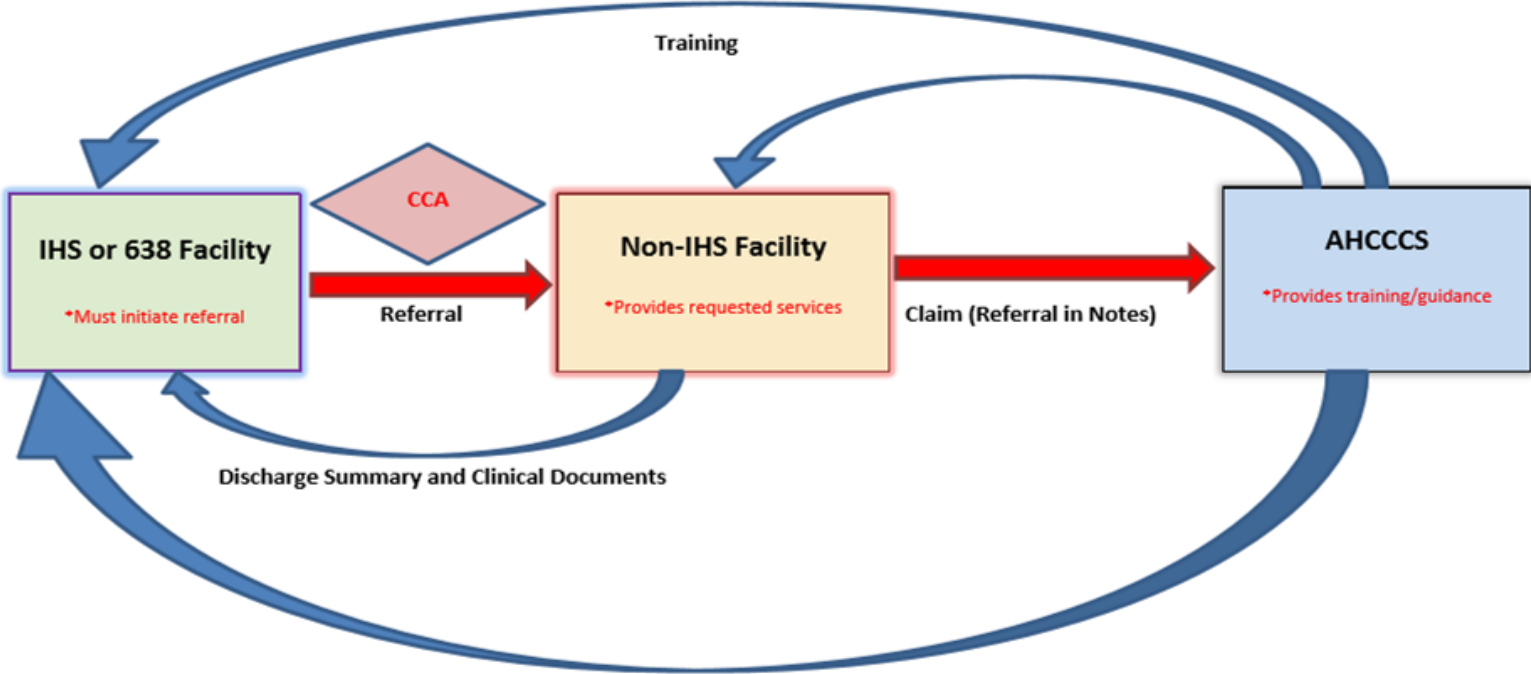 Training
CCA
IHS or 638 Facility
*Must initiate referral
Referral
Non-IHS Facility
*Provides requested services
Claim (Referral in Notes)
AHCCCS
*Provides training/guidance
Discharge Summary and Clinical Documents